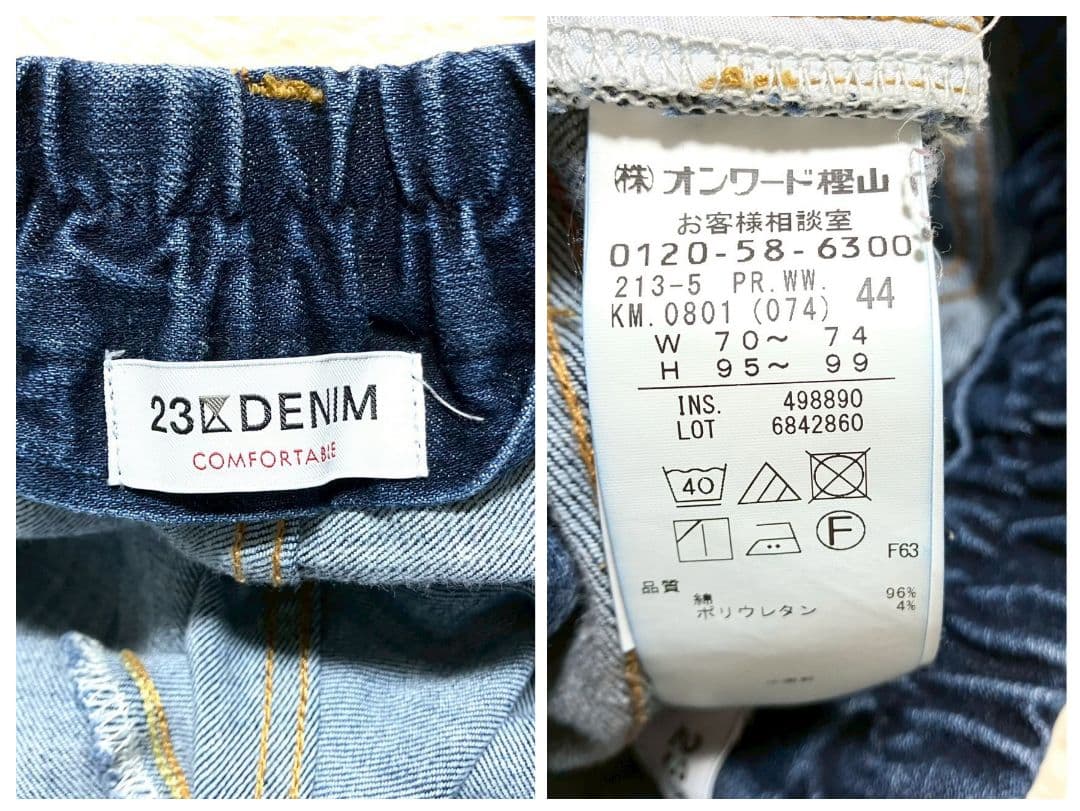 23区DENIM
COMFORTABLE
(株)オンワード樫山
お客様相談室
0120-58-6300
213-5 PR.WW. 44
KM.0801 (074)
W 70～ 74
H 95～ 99
INS. 498890
LOT 6842860
40
F
F63
品質
綿 96%
ポリウレタン 4%